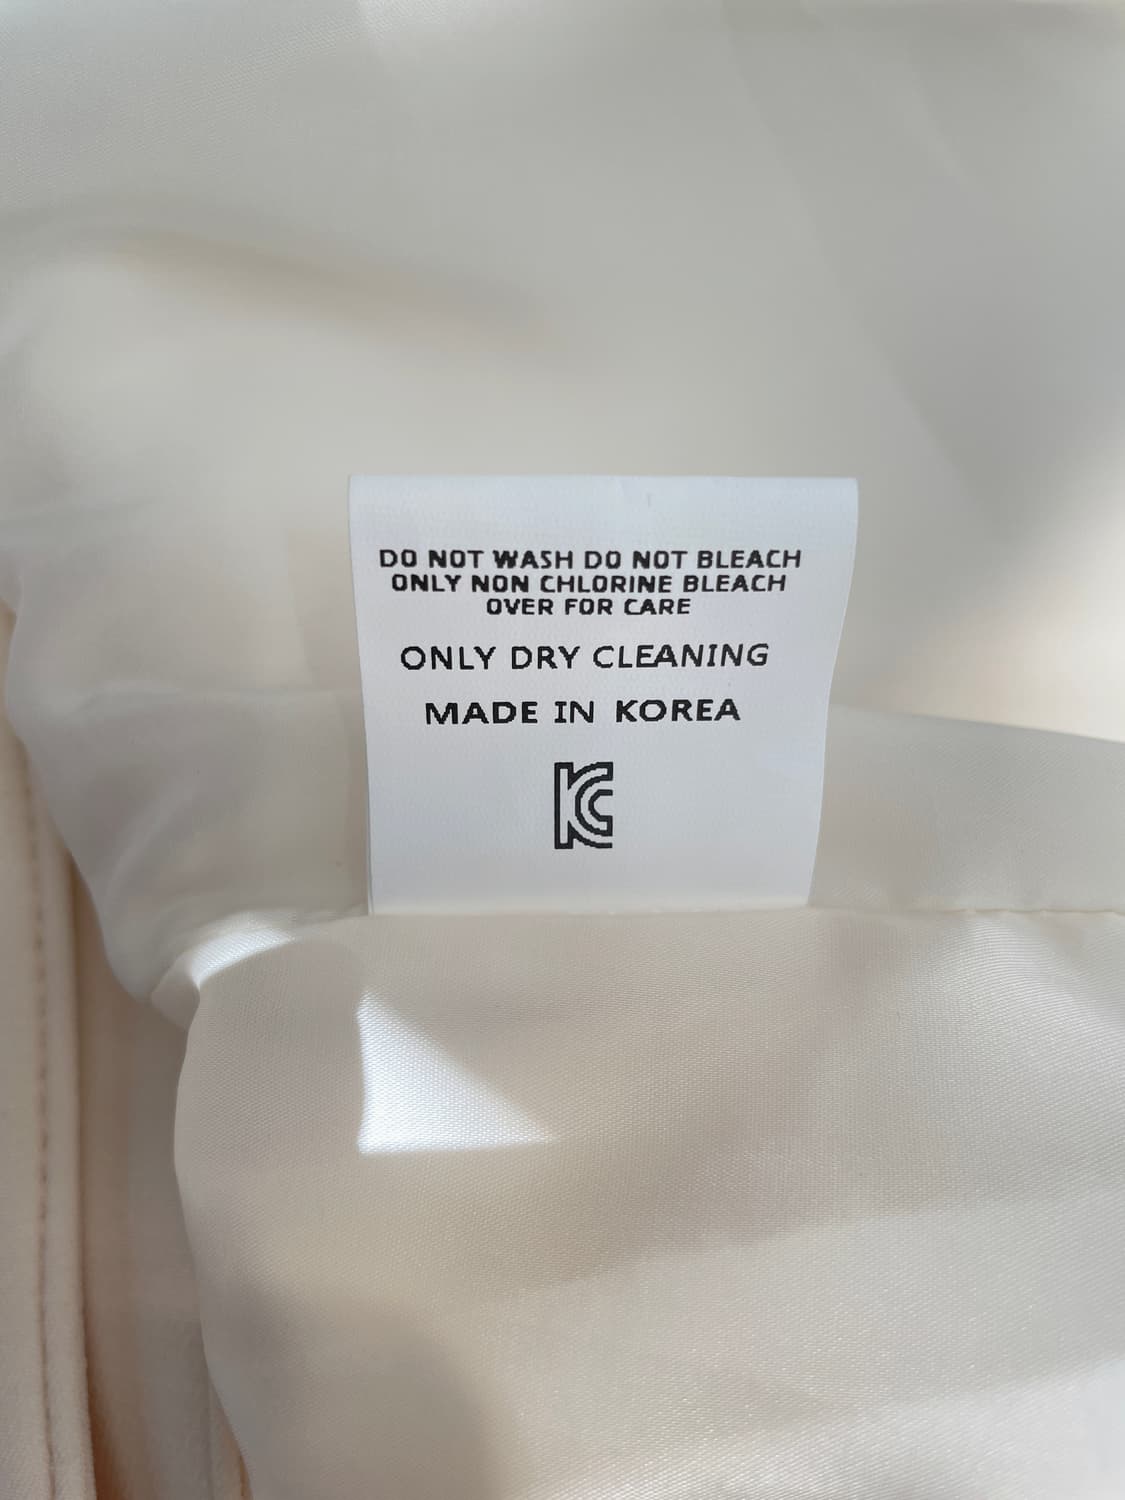 DO NOT WASH DO NOT BLEACH
ONLY NON CHLORINE BLEACH
OVER FOR CARE
ONLY DRY CLEANING
MADE IN KOREA
KC